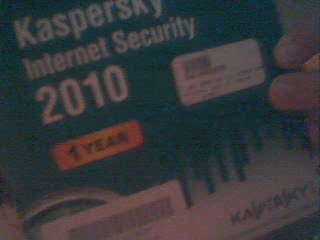 Kaspersky
Internet Security
2010
1 YEAR
KASPERSKY